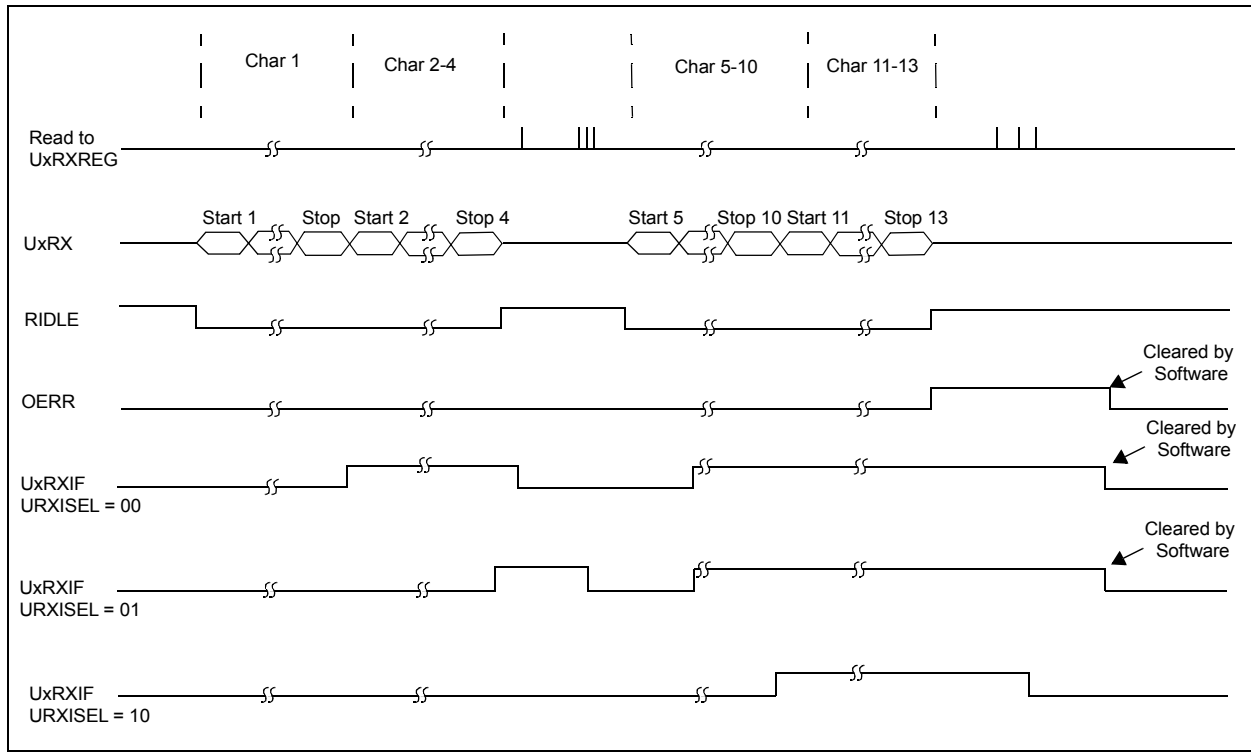 Char 1
Char 2-4
Char 5-10
Char 11-13
Read to
UxRXREG
Start 1
Stop
Start 2
Stop 4
Start 5
Stop 10
Start 11
Stop 13
UxRX
RIDLE
Cleared by
Software
OERR
Cleared by
Software
UxRXIF
URXISEL = 00
Cleared by
Software
UxRXIF
URXISEL = 01
UxRXIF
URXISEL = 10